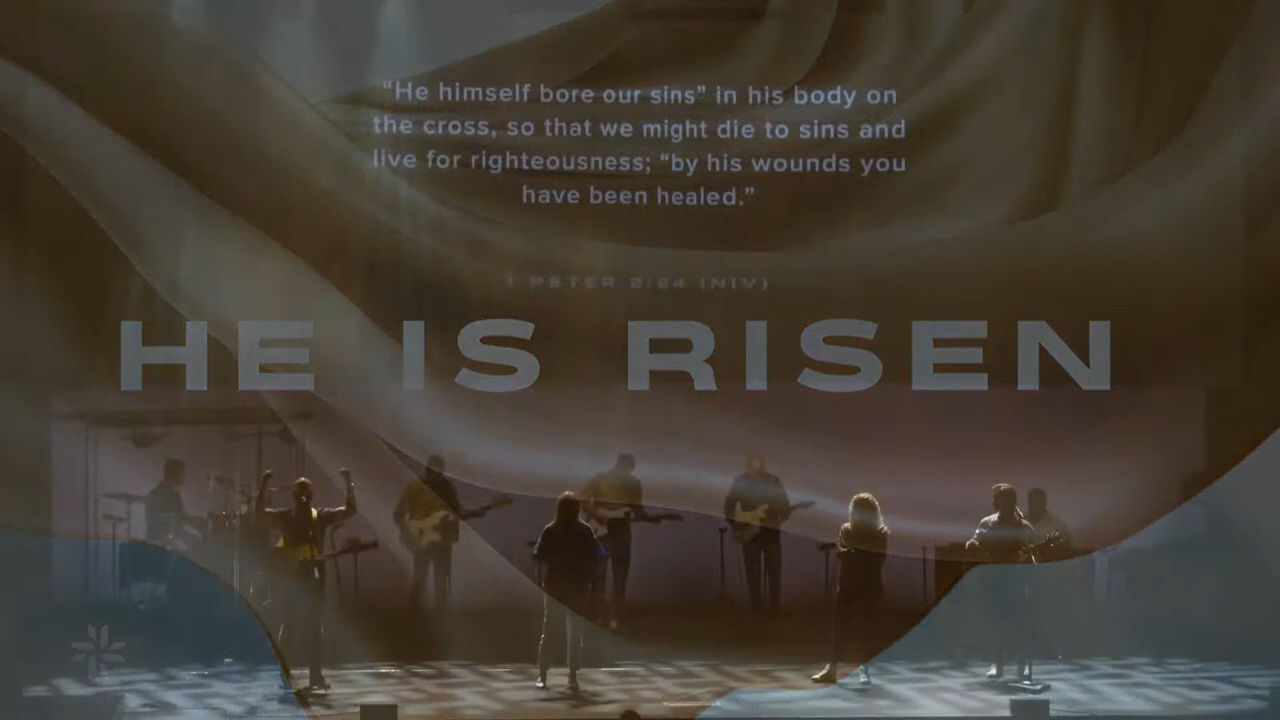 “He himself bore our sins” in his body on
the cross, so that we might die to sins and
live for righteousness; “by his wounds you
have been healed.”
1 PETER 2:24 (NIV)
HE IS RISEN